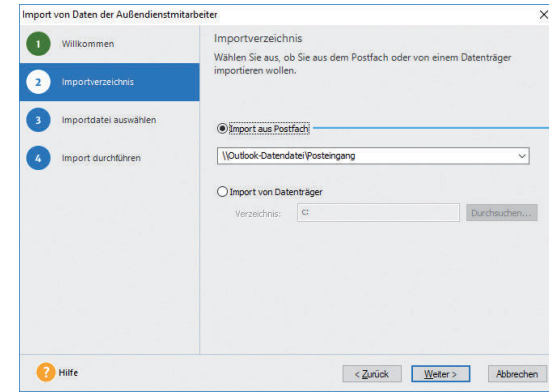 Import von Daten der Außendienstmitarbeiter
1 Willkommen
2 Importverzeichnis
3 Importdatei auswählen
4 Import durchführen
Importverzeichnis
Wählen Sie aus, ob Sie aus dem Postfach oder von einem Datenträger
importieren wollen.
Import aus Postfach
\\Outlook-Datendatei\Posteingang
Import von Datenträger
Verzeichnis: C: Durchsuchen...
? Hilfe
< Zurück Weiter > Abbrechen